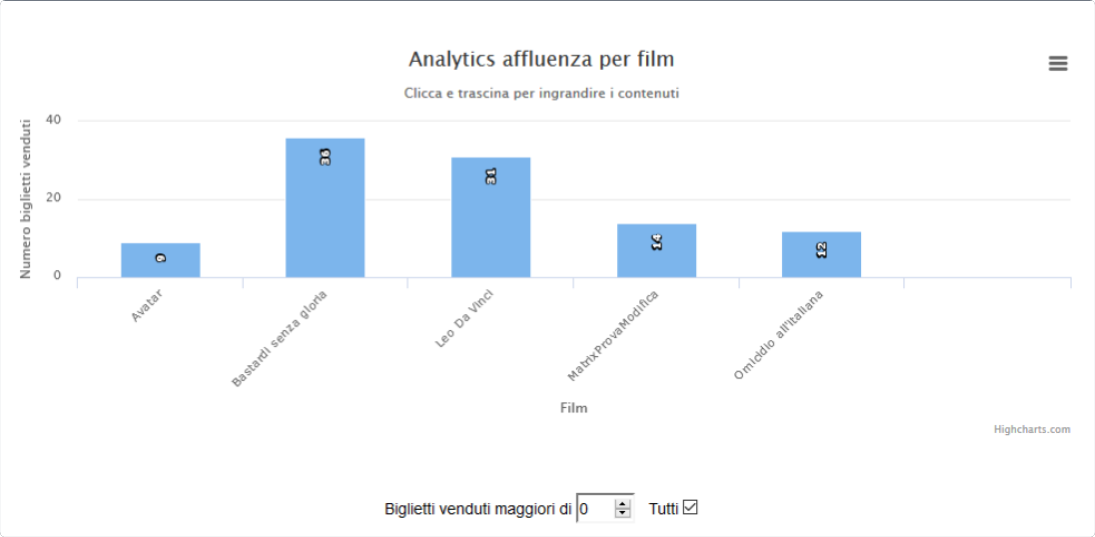 Analytics affluenza per film
Clicca e trascina per ingrandire i contenuti
Numero biglietti venduti
40
20
0
9
36
31
14
12
Avatar
Bastardi senza gloria
Leo Da Vinci
MatrixProvaModifica
Omicidio all'Italiana
Film
Highcharts.com
Biglietti venduti maggiori di 0 Tutti